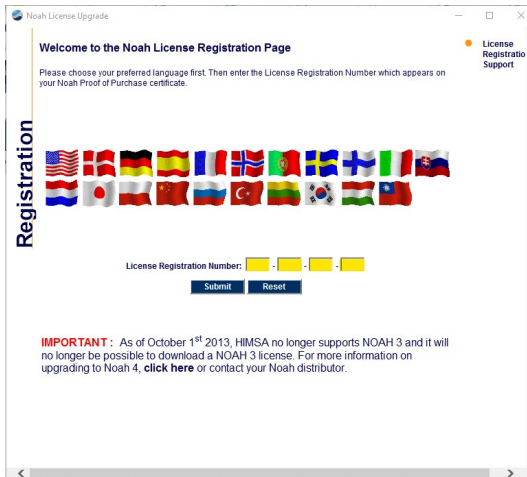 Noah License Upgrade
Welcome to the Noah License Registration Page
Please choose your preferred language first. Then enter the License Registration Number which appears on
your Noah Proof of Purchase certificate.
License
Registratio
Support
Registration
License Registration Number: - - -
Submit Reset
IMPORTANT : As of October 1st 2013, HIMSA no longer supports NOAH 3 and it will
no longer be possible to download a NOAH 3 license. For more information on
upgrading to Noah 4, click here or contact your Noah distributor.